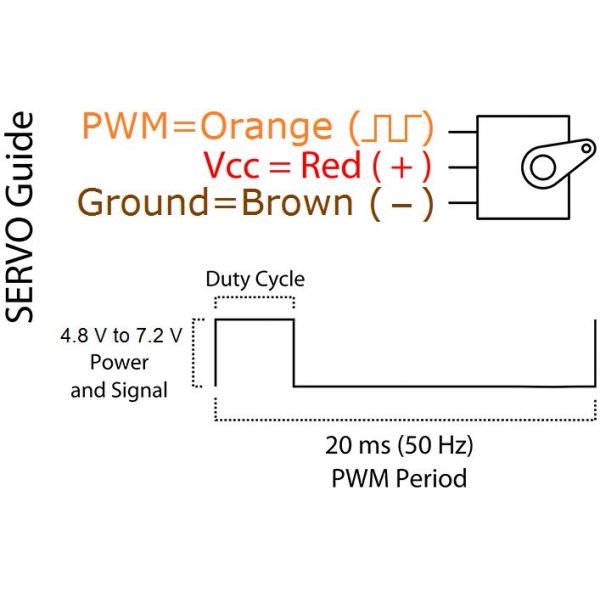 SERVO Guide
PWM=Orange (⎍⎍)
Vcc = Red ( + )
Ground=Brown ( − )
Duty Cycle
4.8 V to 7.2 V
Power
and Signal
20 ms (50 Hz)
PWM Period